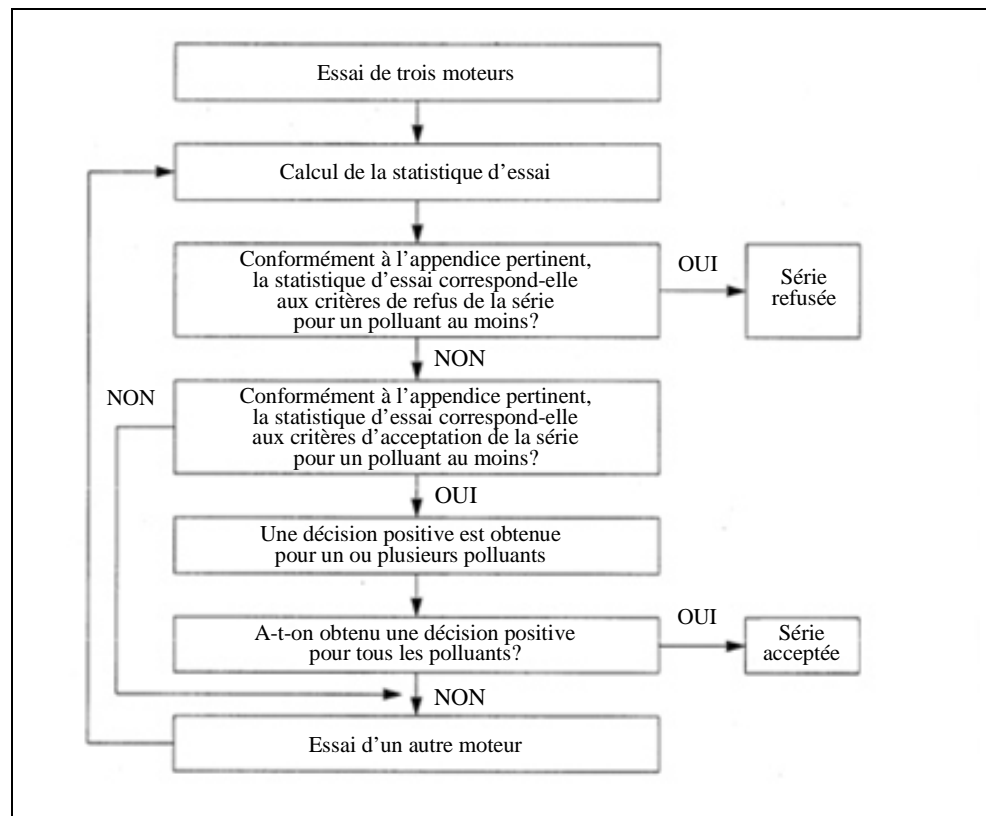 Essai de trois moteurs
Calcul de la statistique d’essai
Conformément à l’appendice pertinent,
la statistique d’essai correspond-elle
aux critères de refus de la série
pour un polluant au moins?
OUI
Série
refusée
NON
NON
Conformément à l’appendice pertinent,
la statistique d’essai correspond-elle
aux critères d’acceptation de la série
pour un polluant au moins?
OUI
Une décision positive est obtenue
pour un ou plusieurs polluants
A-t-on obtenu une décision positive
pour tous les polluants?
OUI
Série
acceptée
NON
Essai d’un autre moteur